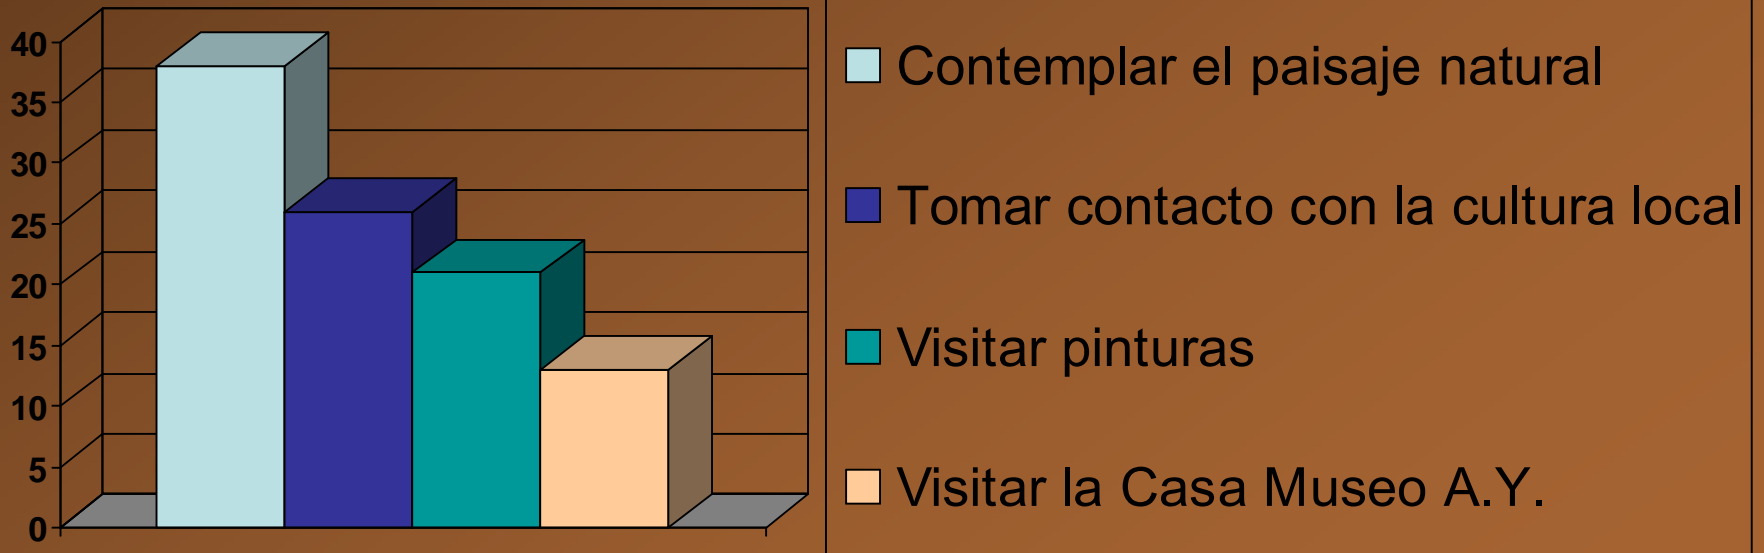 40
35
30
25
20
15
10
5
0
Contemplar el paisaje natural
Tomar contacto con la cultura local
Visitar pinturas
Visitar la Casa Museo A.Y.